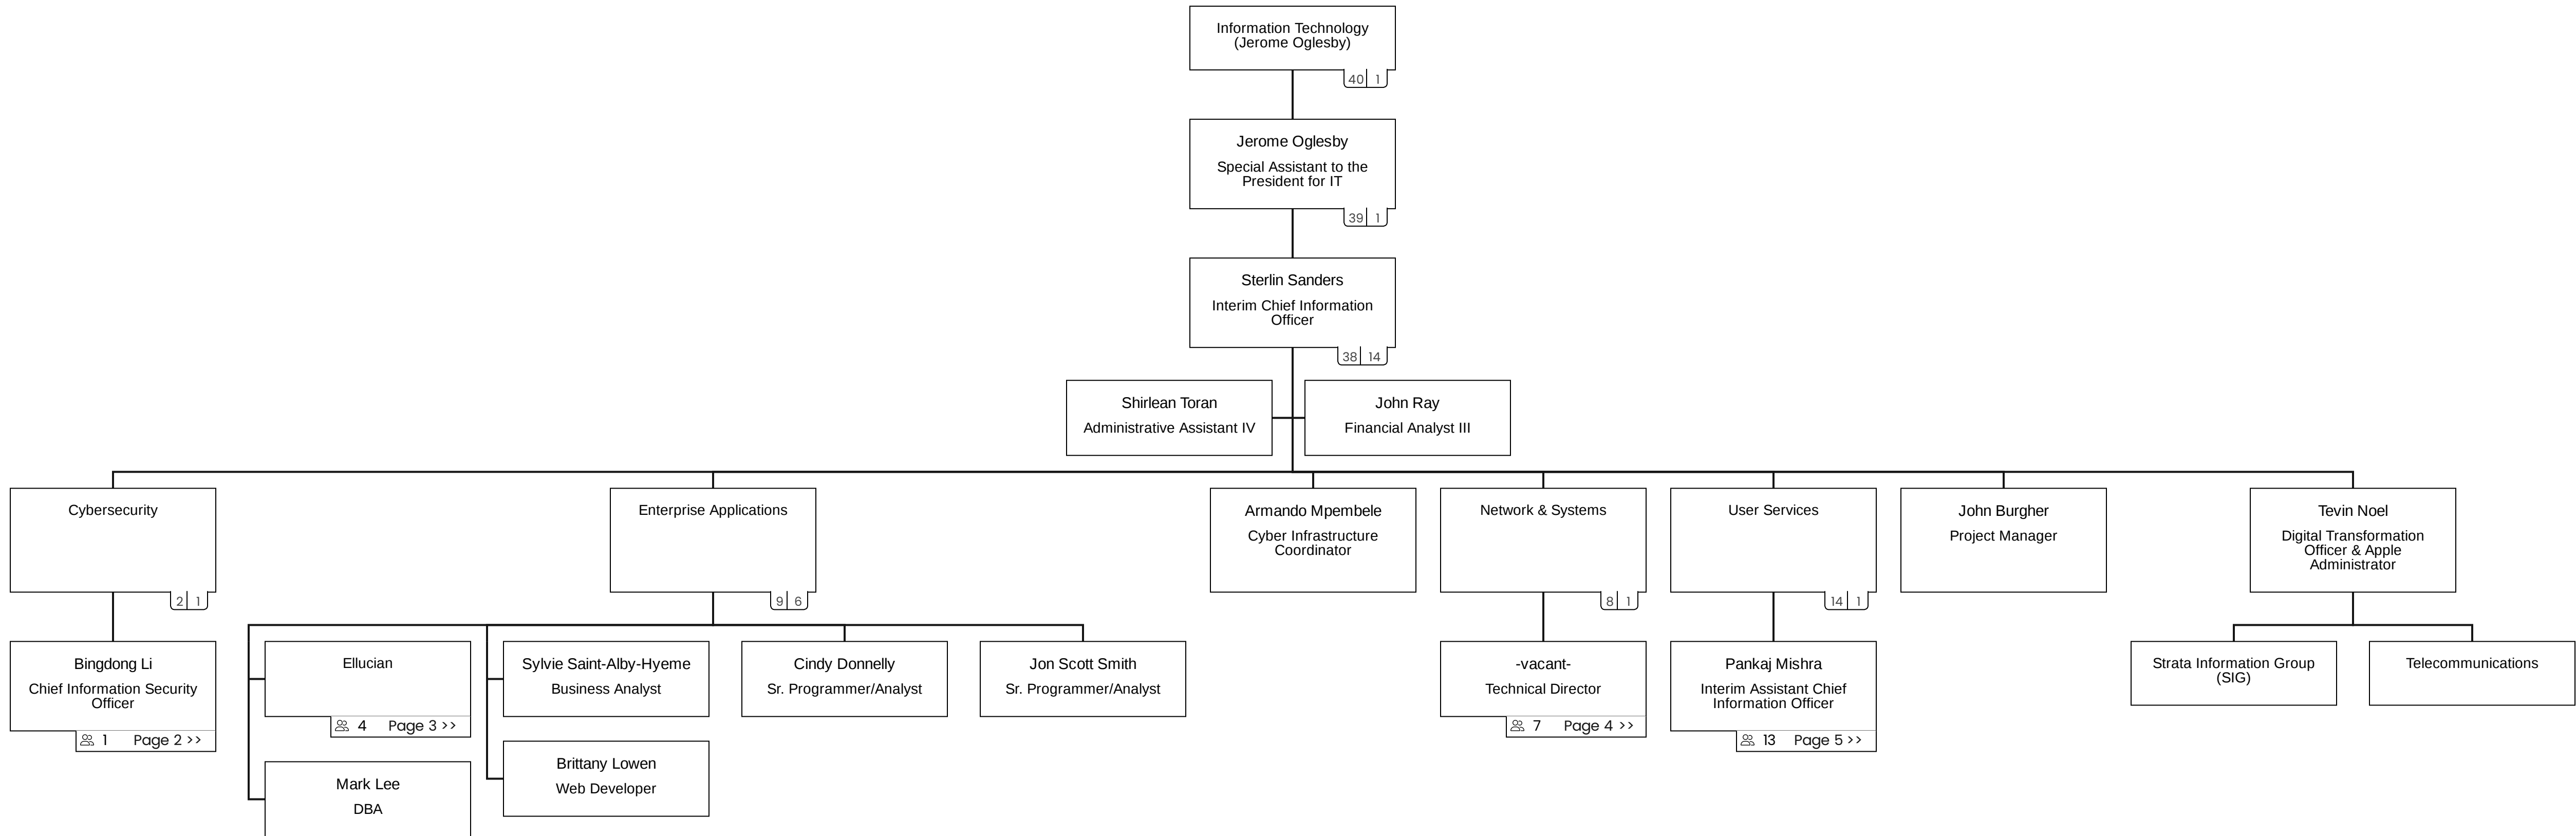 Information Technology
(Jerome Oglesby)
40 1
Jerome Oglesby
Special Assistant to the
President for IT
39 1
Sterlin Sanders
Interim Chief Information
Officer
38 14
Shirlean Toran
Administrative Assistant IV
John Ray
Financial Analyst III
Cybersecurity
2 1
Enterprise Applications
9 6
Armando Mpembele
Cyber Infrastructure
Coordinator
Network & Systems
8 1
User Services
14 1
John Burgher
Project Manager
Tevin Noel
Digital Transformation
Officer & Apple
Administrator
Bingdong Li
Chief Information Security
Officer
1 Page 2 >>
Ellucian
4 Page 3 >>
Mark Lee
DBA
Sylvie Saint-Alby-Hyeme
Business Analyst
Brittany Lowen
Web Developer
Cindy Donnelly
Sr. Programmer/Analyst
Jon Scott Smith
Sr. Programmer/Analyst
-vacant-
Technical Director
7 Page 4 >>
Pankaj Mishra
Interim Assistant Chief
Information Officer
13 Page 5 >>
Strata Information Group
(SIG)
Telecommunications